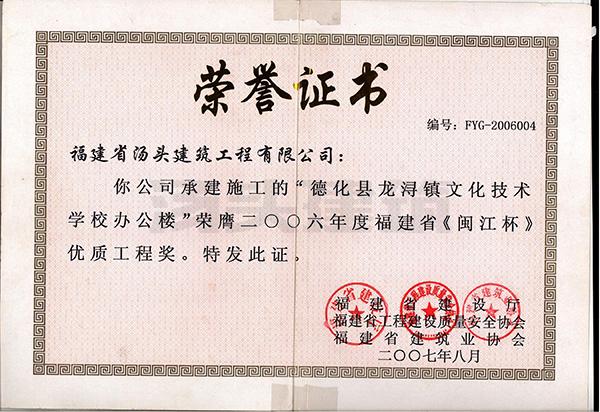 荣誉证书
编号：FYG-2006004
福建省汤头建筑工程有限公司：
你公司承建施工的“德化县龙浔镇文化技术
学校办公楼”荣膺二〇〇六年度福建省《闽江杯》
优质工程奖。特发此证。
福建省建设厅
福建省工程建设质量安全协会
福建省建筑业协会
二〇〇七年八月